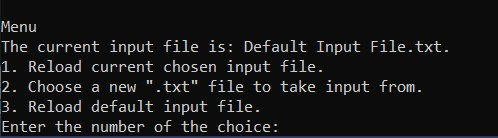 Menu
The current input file is: Default Input File.txt.
1. Reload current chosen input file.
2. Choose a new ".txt" file to take input from.
3. Reload default input file.
Enter the number of the choice: